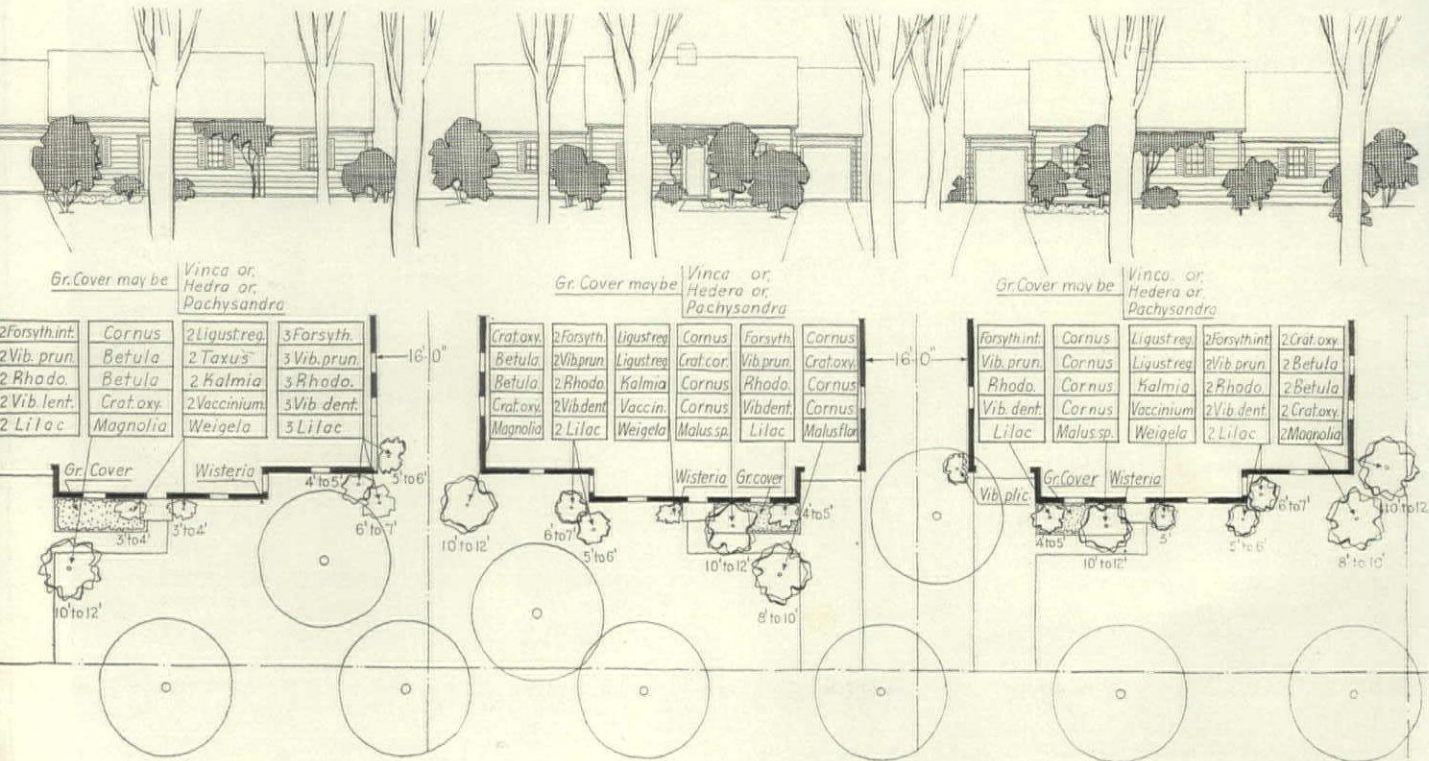 Gr. Cover may be
Vinca or,
Hedra or,
Pachysandra
2 Forsyth. int.
Cornus
2 Ligust reg.
3 Forsyth.
2 Vib. prun.
Betula
2 Taxus
3 Vib. prun.
2 Rhodo.
Betula
2 Kalmia
3 Rhodo.
2 Vib. lent.
Crat. oxy.
2 Vaccinium
3 Vib. dent.
2 Lilac
Magnolia
Weigela
3 Lilac
16'-0"
Gr. Cover
Wisteria
4' to 5'
5' to 6'
6' to 7'
3' to 4'
3' to 4'
10' to 12'
Gr. Cover may be
Vinca or,
Hedera or,
Pachysandra
Crat. oxy.
2 Forsyth.
Ligust reg.
Cornus
Forsyth.
Cornus
Betula
2 Vib. prun.
Ligust reg.
Crat. cor.
Vib. prun.
Crat. oxy.
Betula
2 Rhodo.
Kalmia
Cornus
Rhodo.
Cornus
Crat. oxy.
2 Vib. dent.
Vaccin.
Cornus
Vib. dent.
Cornus
Magnolia
2 Lilac
Weigela
Malus. sp.
Lilac
Malus flor.
16'-0"
Wisteria
Gr. cover
10' to 12'
6' to 7'
5' to 6'
10' to 12'
4' to 5'
8' to 10'
Gr. Cover may be
Vinca. or,
Hedera or,
Pachysandra
Forsyth int.
Cornus
Ligust reg.
2 Forsyth int
2 Crat. oxy.
Vib. prun.
Cornus
Ligust reg.
2 Vib. prun
2 Betula
Rhodo.
Cornus
Kalmia
2 Rhodo.
2 Betula
Vib. dent.
Cornus
Vaccinium
2 Vib. dent.
2 Crat. oxy.
Lilac
Malus. sp.
Weigela
2 Lilac
2 Magnolia
Vib. plic.
Gr. Cover
Wisteria
4' to 5'
10' to 12'
5'
5' to 6'
6' to 7'
8' to 10'
10' to 12'